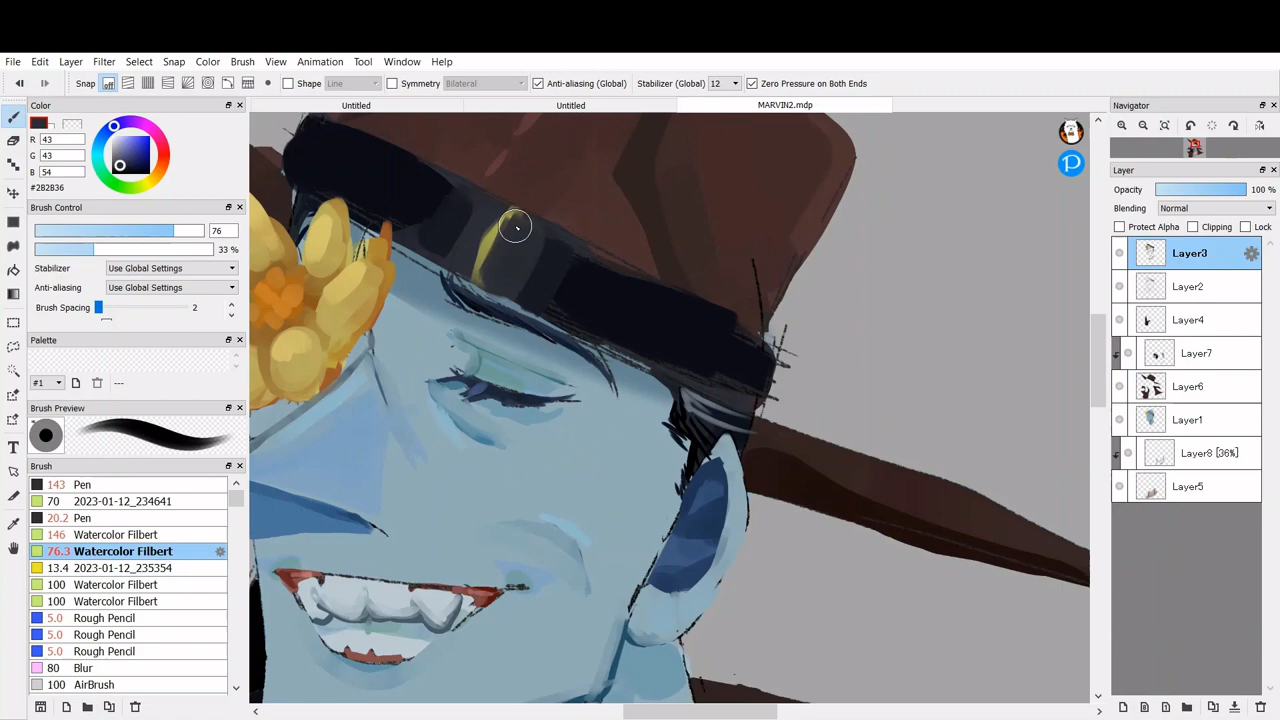 File Edit Layer Filter Select Snap Color Brush View Animation Tool Window Help
Snap off Shape Line Symmetry Bilateral Anti-aliasing (Global) Stabilizer (Global) 12 Zero Pressure on Both Ends
Color
Untitled Untitled MARVIN2.mdp
Navigator
R 43
G 43
B 54
#2B2B36
Brush Control
76
33 %
Stabilizer Use Global Settings
Anti-aliasing Use Global Settings
Brush Spacing 2
Palette
#1 ---
Brush Preview
Brush
143 Pen
70 2023-01-12_234641
20.2 Pen
146 Watercolor Filbert
76.3 Watercolor Filbert
13.4 2023-01-12_235354
100 Watercolor Filbert
100 Watercolor Filbert
5.0 Rough Pencil
5.0 Rough Pencil
5.0 Rough Pencil
80 Blur
100 AirBrush
Layer
Opacity 100 %
Blending Normal
Protect Alpha Clipping Lock
Layer3
Layer2
Layer4
Layer7
Layer6
Layer1
Layer8 [36%]
Layer5